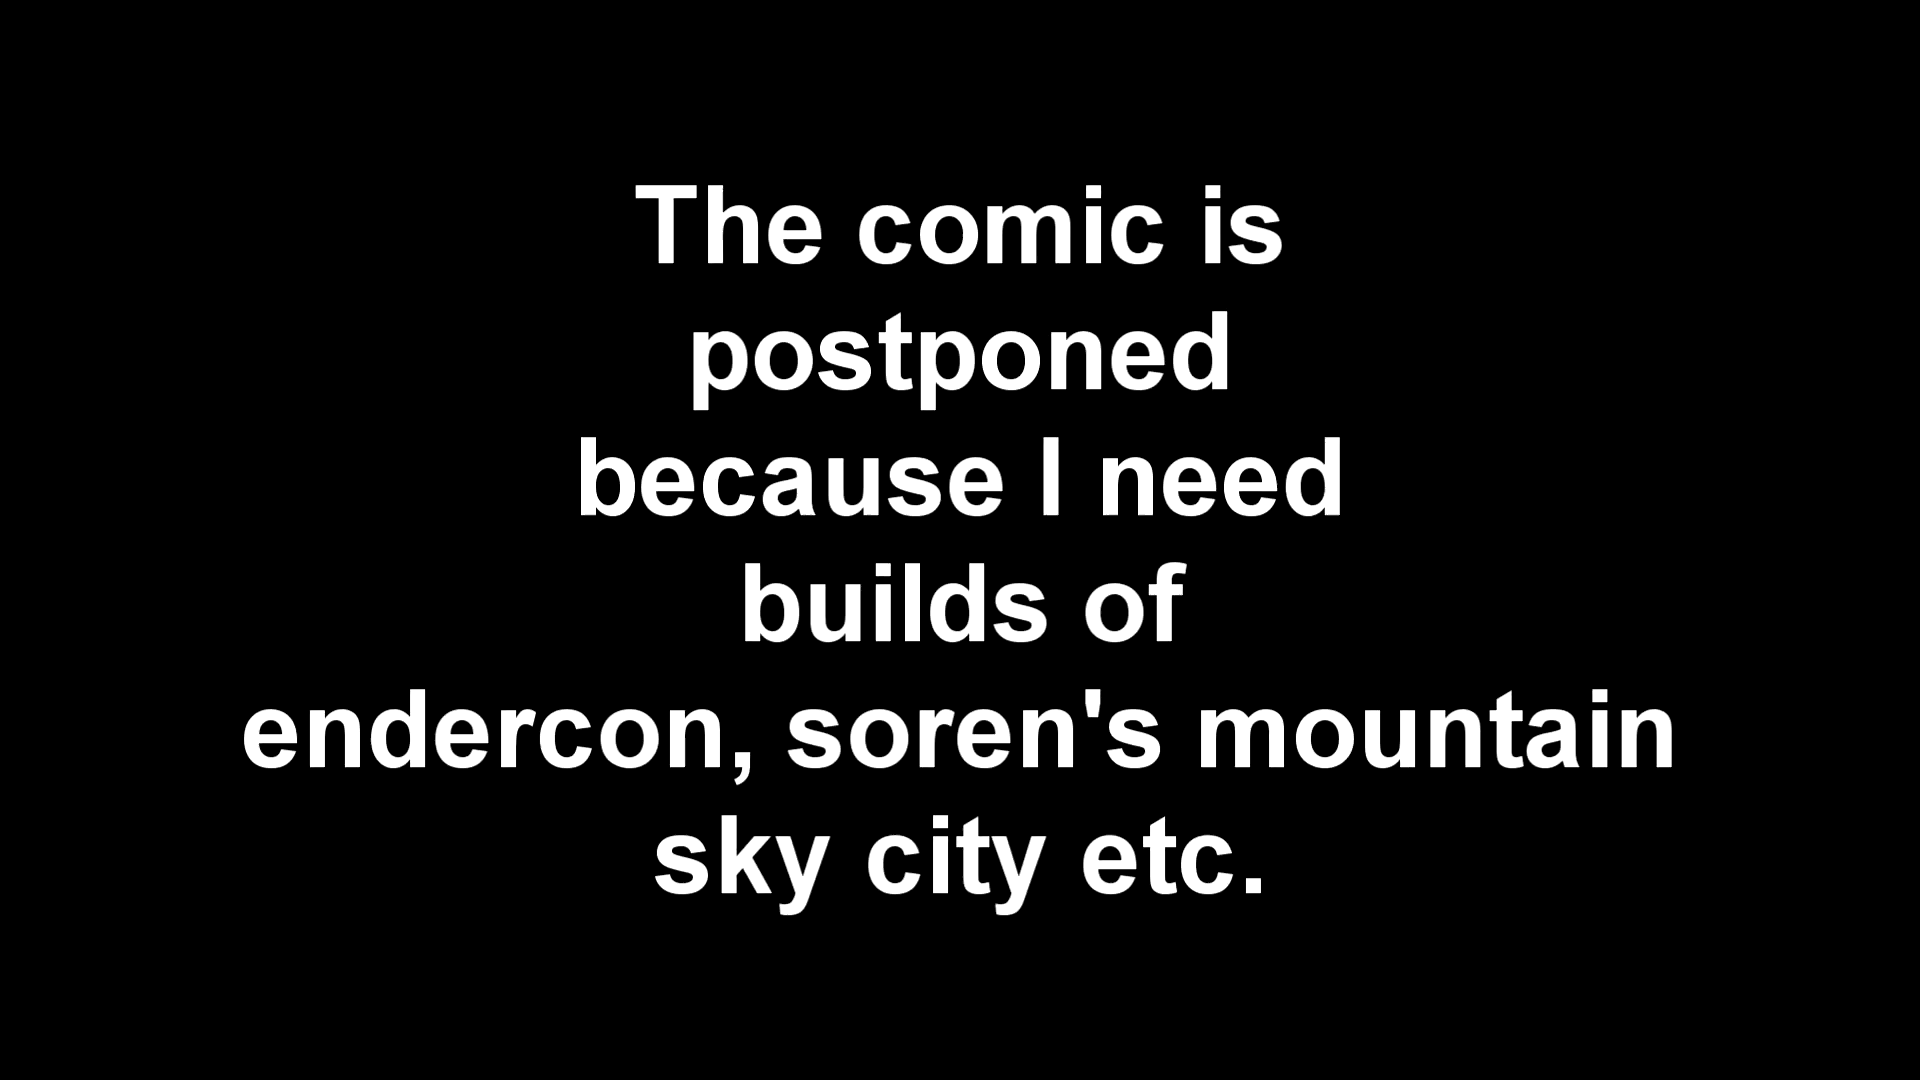 The comic is
postponed
because I need
builds of
endercon, soren's mountain
sky city etc.